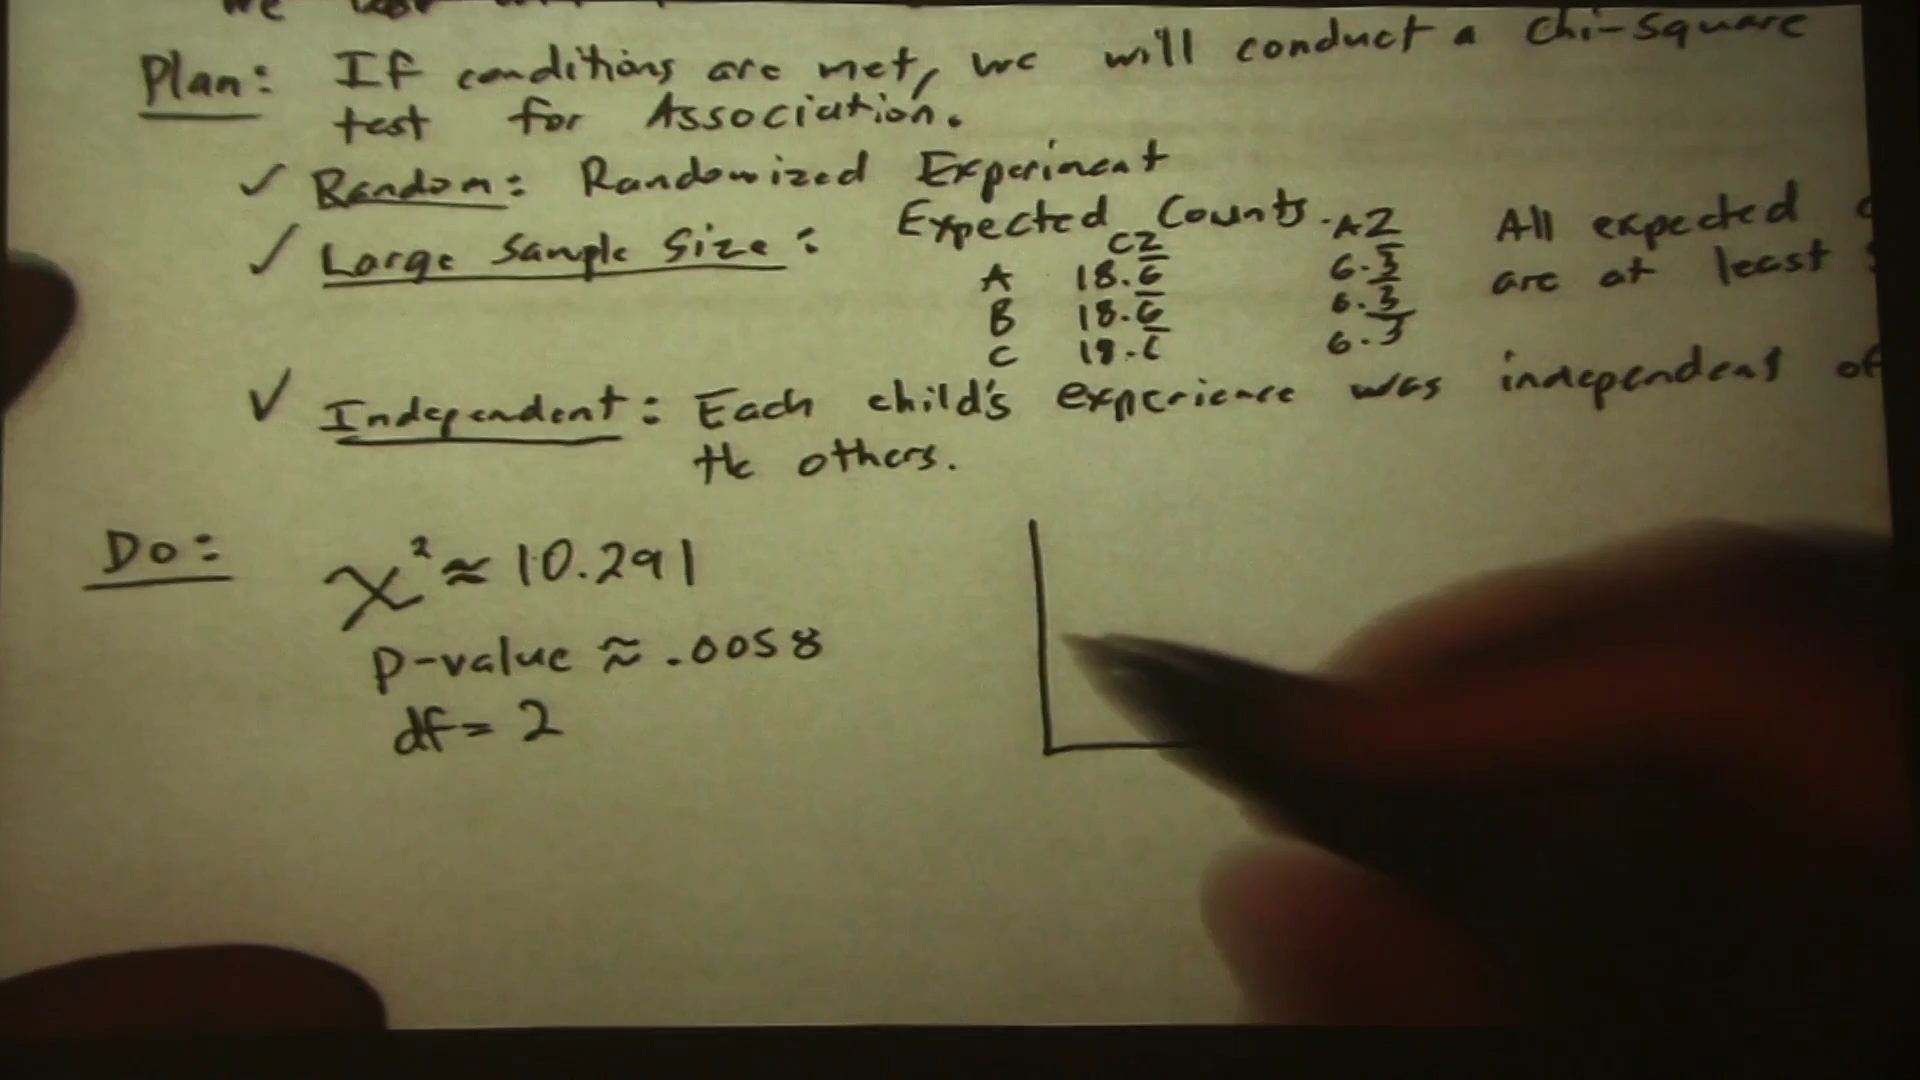 Plan: If conditions are met, we will conduct a Chi-square
test for Association.
✓ Random: Randomized Experiment
✓ Large Sample Size: Expected Counts.
CZ AZ
A 18.6̅ 6.3̅
B 18.6̅ 6.3̅
C 18.6̅ 6.3̅
All expected
are at least
✓ Independent: Each child's experience was independent of
the others.
Do: χ² ≈ 10.291
p-value ≈ .0058
df = 2